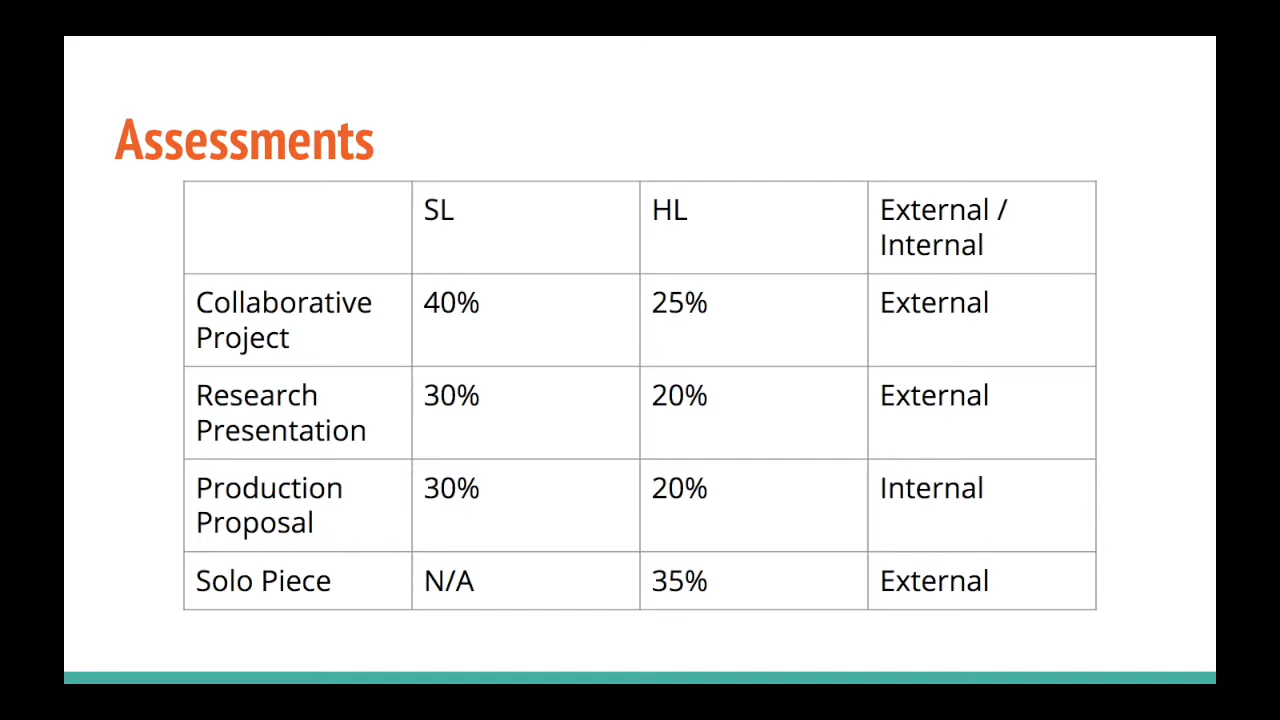 Assessments
SL
HL
External /
Internal
Collaborative
Project
40%
25%
External
Research
Presentation
30%
20%
External
Production
Proposal
30%
20%
Internal
Solo Piece
N/A
35%
External